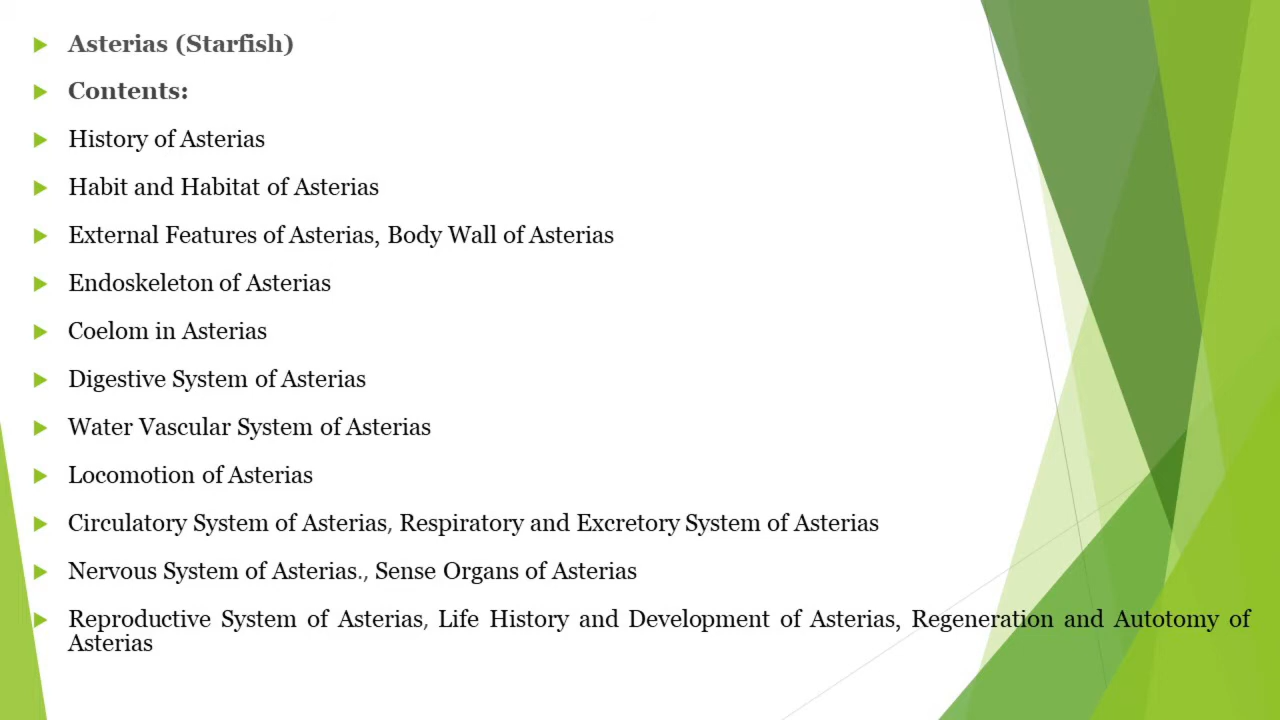 Asterias (Starfish)
Contents:
History of Asterias
Habit and Habitat of Asterias
External Features of Asterias, Body Wall of Asterias
Endoskeleton of Asterias
Coelom in Asterias
Digestive System of Asterias
Water Vascular System of Asterias
Locomotion of Asterias
Circulatory System of Asterias, Respiratory and Excretory System of Asterias
Nervous System of Asterias., Sense Organs of Asterias
Reproductive System of Asterias, Life History and Development of Asterias, Regeneration and Autotomy of
Asterias